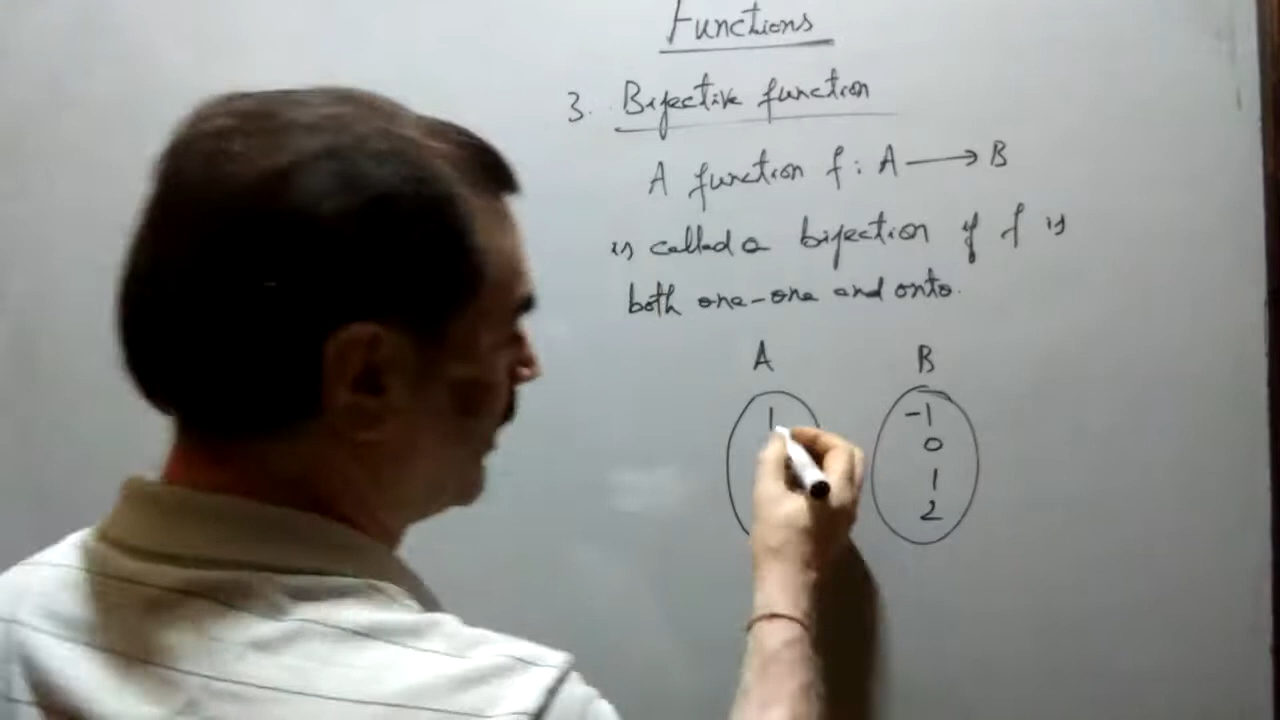 Functions
3. Bijective function
A function f: A ⟶ B
is called a bijection if f is
both one-one and onto.
A B
1 -1
0
1
2